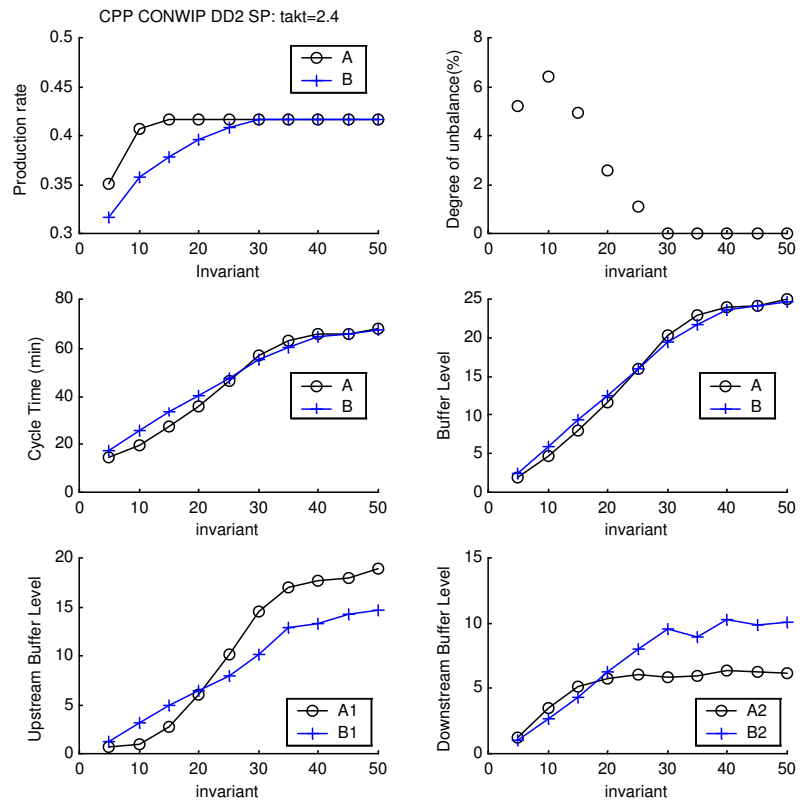 CPP CONWIP DD2 SP: takt=2.4
Production rate
0.5
0.45
0.4
0.35
0.3
0 10 20 30 40 50
Invariant
A
B
Degree of unbalance(%)
8
6
4
2
0
0 10 20 30 40 50
invariant
Cycle Time (min)
80
60
40
20
0
0 10 20 30 40 50
invariant
A
B
Buffer Level
25
20
15
10
5
0
0 10 20 30 40 50
invariant
A
B
Upstream Buffer Level
20
15
10
5
0
0 10 20 30 40 50
invariant
A1
B1
Downstream Buffer Level
15
10
5
0
0 10 20 30 40 50
invariant
A2
B2